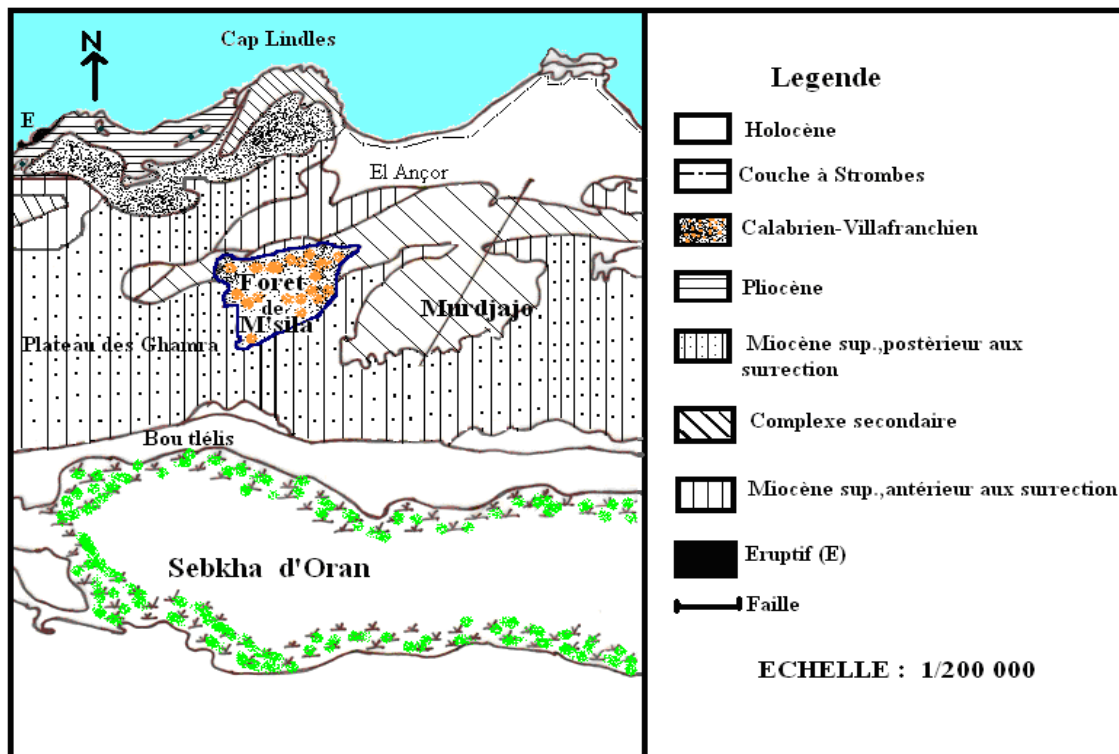 Cap Lindles
N
E
El Ançor
Foret
de
M'sila
Murdjajo
Plateau des Ghamra
Bou tlélis
Sebkha d'Oran
Legende
Holocène
Couche à Strombes
Calabrien-Villafranchien
Pliocène
Miocène sup.,postèrieur aux
surrection
Complexe secondaire
Miocène sup.,antérieur aux surrection
Eruptif (E)
Faille
ECHELLE : 1/200 000